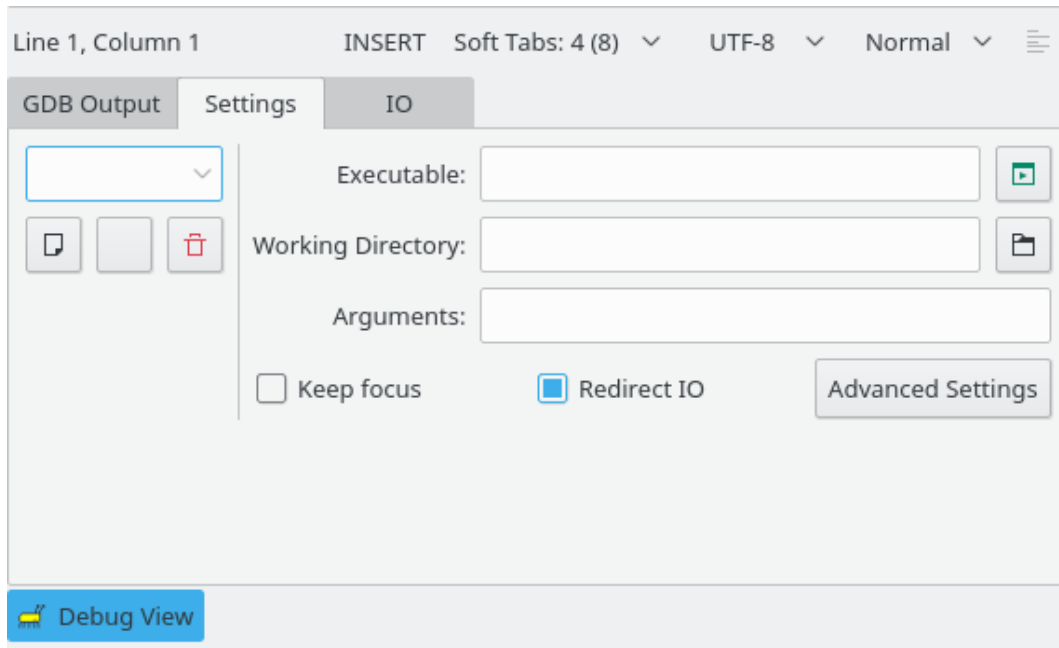 Line 1, Column 1 INSERT Soft Tabs: 4 (8) UTF-8 Normal
GDB Output Settings IO
Executable:
Working Directory:
Arguments:
Keep focus Redirect IO Advanced Settings
Debug View